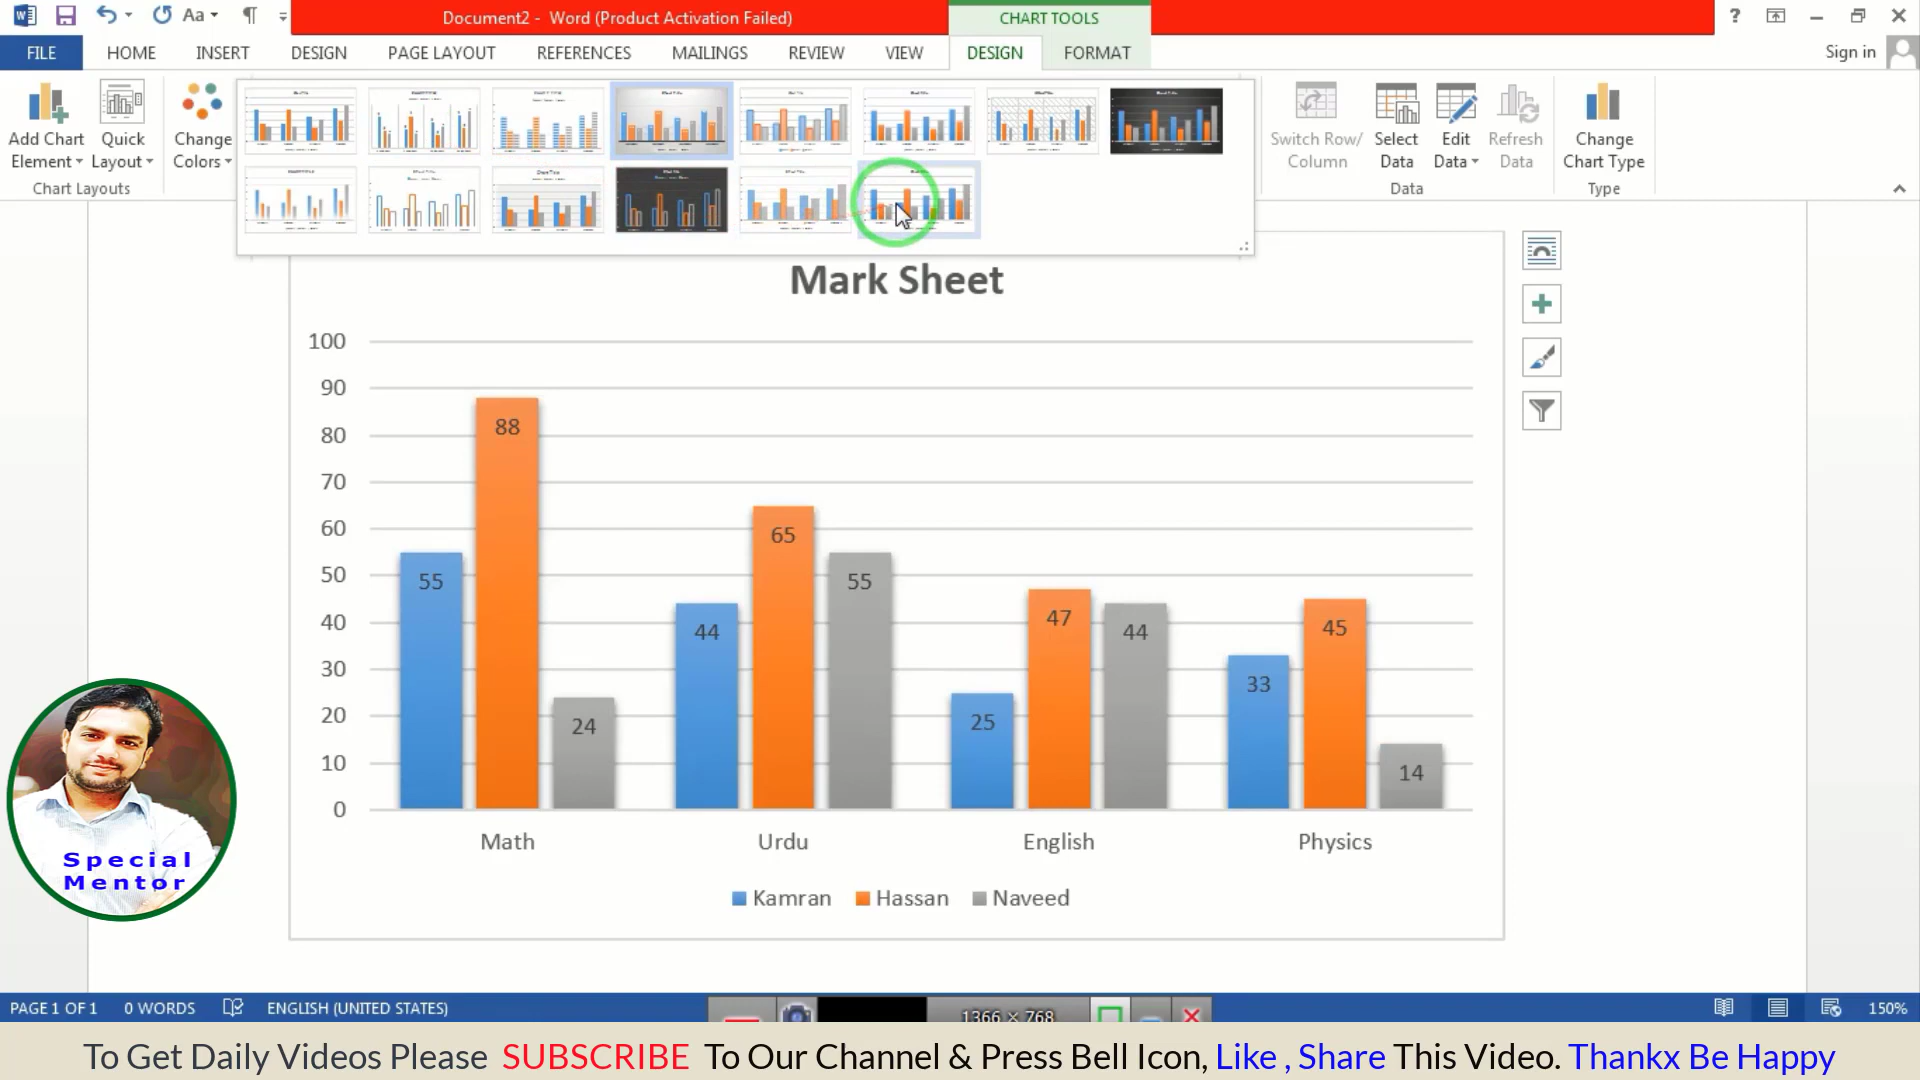 Aa
Document2 - Word (Product Activation Failed)
CHART TOOLS
?
FILE
HOME
INSERT
DESIGN
PAGE LAYOUT
REFERENCES
MAILINGS
REVIEW
VIEW
DESIGN
FORMAT
Sign in
Add Chart
Element
Quick
Layout
Change
Colors
Chart Layouts
Switch Row/
Column
Select
Data
Edit
Data
Refresh
Data
Data
Change
Chart Type
Type
Mark Sheet
100
90
80
70
60
50
40
30
20
10
0
55
88
24
44
65
55
25
47
44
33
45
14
Math
Urdu
English
Physics
Kamran
Hassan
Naveed
Special
Mentor
PAGE 1 OF 1
0 WORDS
ENGLISH (UNITED STATES)
1366 × 768
150%
To Get Daily Videos Please SUBSCRIBE To Our Channel & Press Bell Icon, Like , Share This Video. Thankx Be Happy